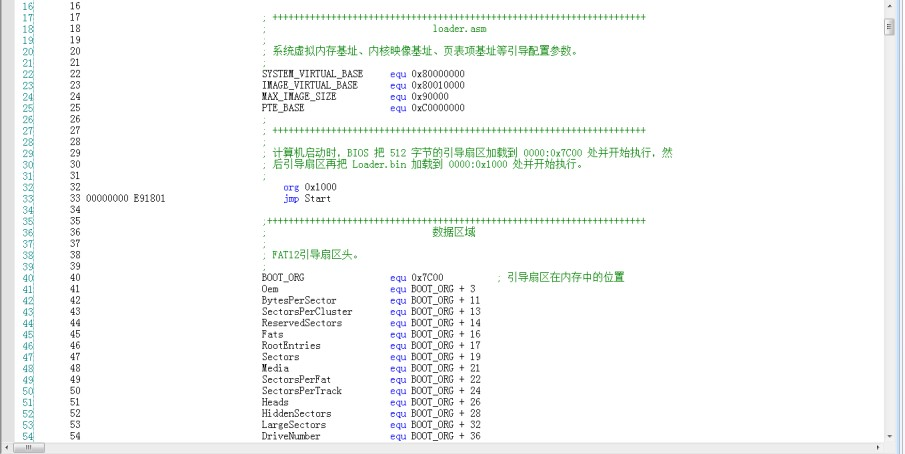 16 16
17 17 ; ++++++++++++++++++++++++++++++++++++++++++++++++++++++++++++++++++++++
18 18 ; loader.asm
19 19 ;
20 20 ; 系统虚拟内存基址、内核映像基址、页表项基址等引导配置参数。
21 21 ;
22 22 SYSTEM_VIRTUAL_BASE equ 0x80000000
23 23 IMAGE_VIRTUAL_BASE equ 0x80010000
24 24 MAX_IMAGE_SIZE equ 0x90000
25 25 PTE_BASE equ 0xC0000000
26 26 ;
27 27 ; ++++++++++++++++++++++++++++++++++++++++++++++++++++++++++++++++++++++
28 28 ;
29 29 ; 计算机启动时，BIOS 把 512 字节的引导扇区加载到 0000:0x7C00 处并开始执行，然
30 30 ; 后引导扇区再把 Loader.bin 加载到 0000:0x1000 处并开始执行。
31 31 ;
32 32 org 0x1000
33 33 00000000 E91801 jmp Start
34 34
35 35 ;+++++++++++++++++++++++++++++++++++++++++++++++++++++++++++++++++++++++
36 36 ; 数据区域
37 37 ;
38 38 ; FAT12引导扇区头。
39 39 ;
40 40 BOOT_ORG equ 0x7C00 ; 引导扇区在内存中的位置
41 41 Oem equ BOOT_ORG + 3
42 42 BytesPerSector equ BOOT_ORG + 11
43 43 SectorsPerCluster equ BOOT_ORG + 13
44 44 ReservedSectors equ BOOT_ORG + 14
45 45 Fats equ BOOT_ORG + 16
46 46 RootEntries equ BOOT_ORG + 17
47 47 Sectors equ BOOT_ORG + 19
48 48 Media equ BOOT_ORG + 21
49 49 SectorsPerFat equ BOOT_ORG + 22
50 50 SectorsPerTrack equ BOOT_ORG + 24
51 51 Heads equ BOOT_ORG + 26
52 52 HiddenSectors equ BOOT_ORG + 28
53 53 LargeSectors equ BOOT_ORG + 32
54 54 DriveNumber equ BOOT_ORG + 36